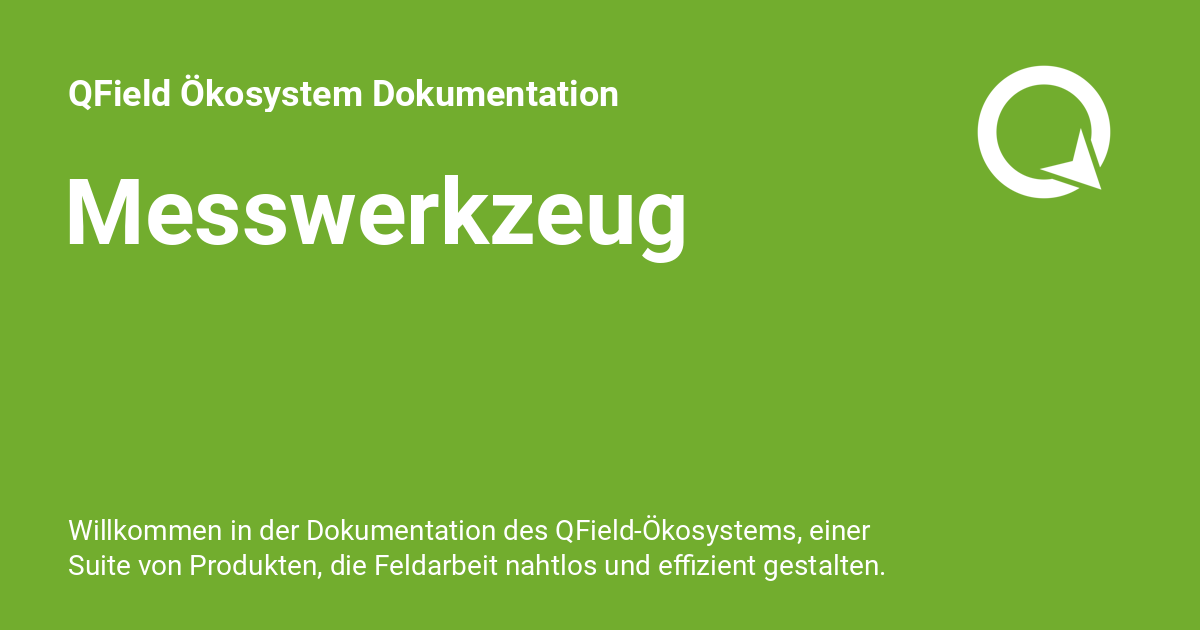 QField Ökosystem Dokumentation
Messwerkzeug
Willkommen in der Dokumentation des QField-Ökosystems, einer
Suite von Produkten, die Feldarbeit nahtlos und effizient gestalten.